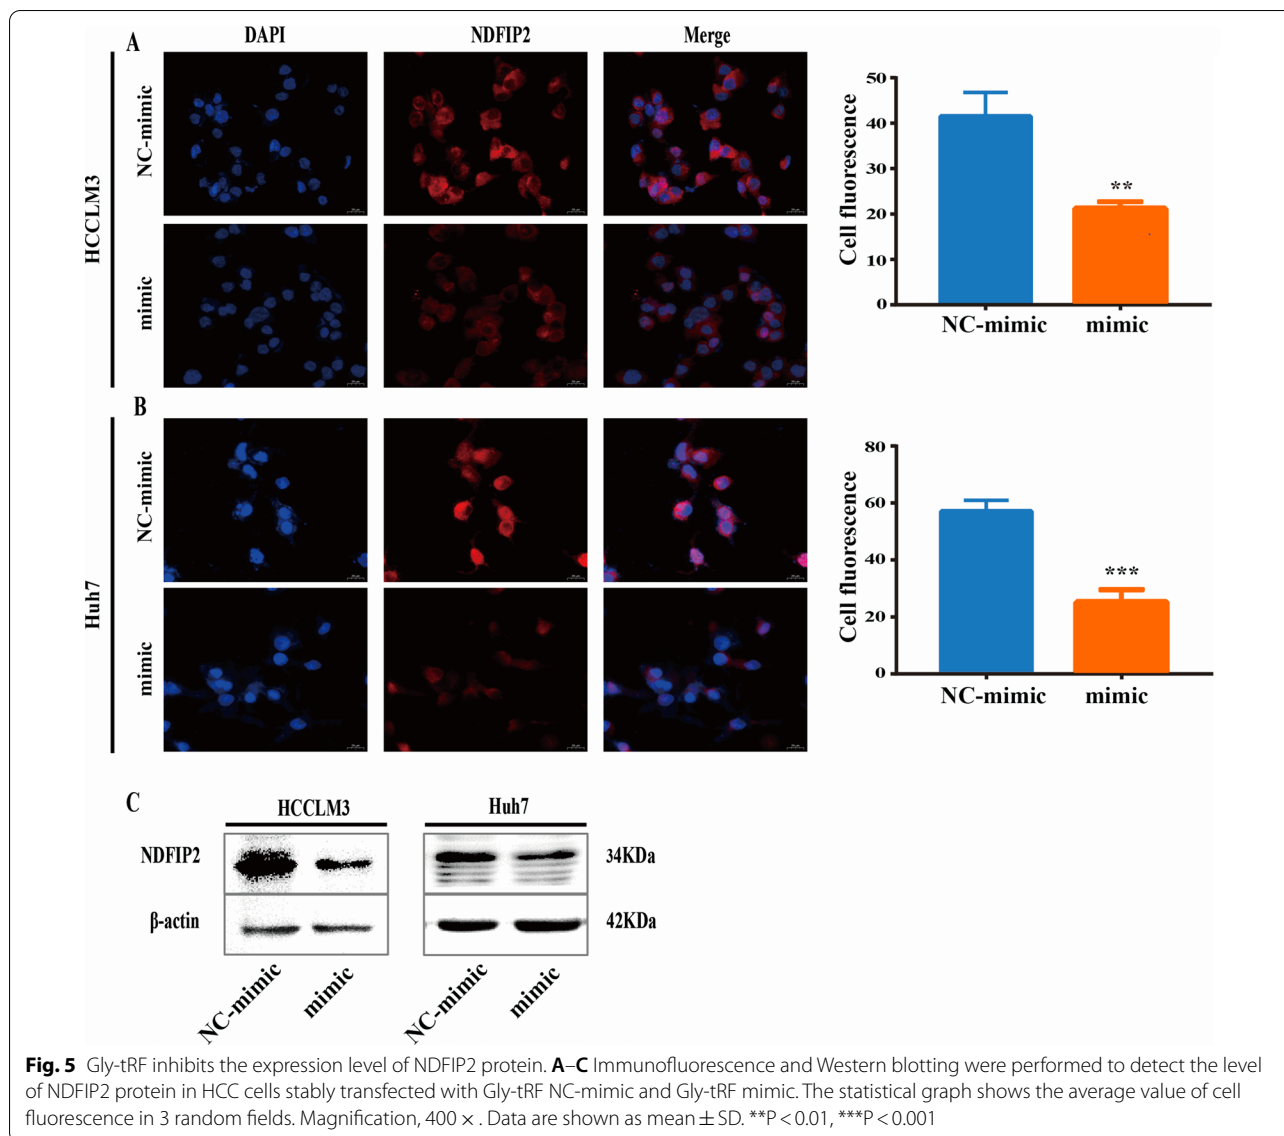 A
DAPI
NDFIP2
Merge
HCCLM3
NC-mimic
mimic
Cell fluorescence
50
40
30
20
10
0
**
NC-mimic
mimic
B
Huh7
NC-mimic
mimic
Cell fluorescence
80
60
40
20
0
***
NC-mimic
mimic
C
HCCLM3
Huh7
NDFIP2
34KDa
β-actin
42KDa
NC-mimic
mimic
NC-mimic
mimic
Fig. 5 Gly-tRF inhibits the expression level of NDFIP2 protein. A–C Immunofluorescence and Western blotting were performed to detect the level
of NDFIP2 protein in HCC cells stably transfected with Gly-tRF NC-mimic and Gly-tRF mimic. The statistical graph shows the average value of cell
fluorescence in 3 random fields. Magnification, 400 ×. Data are shown as mean ± SD. **P < 0.01, ***P < 0.001